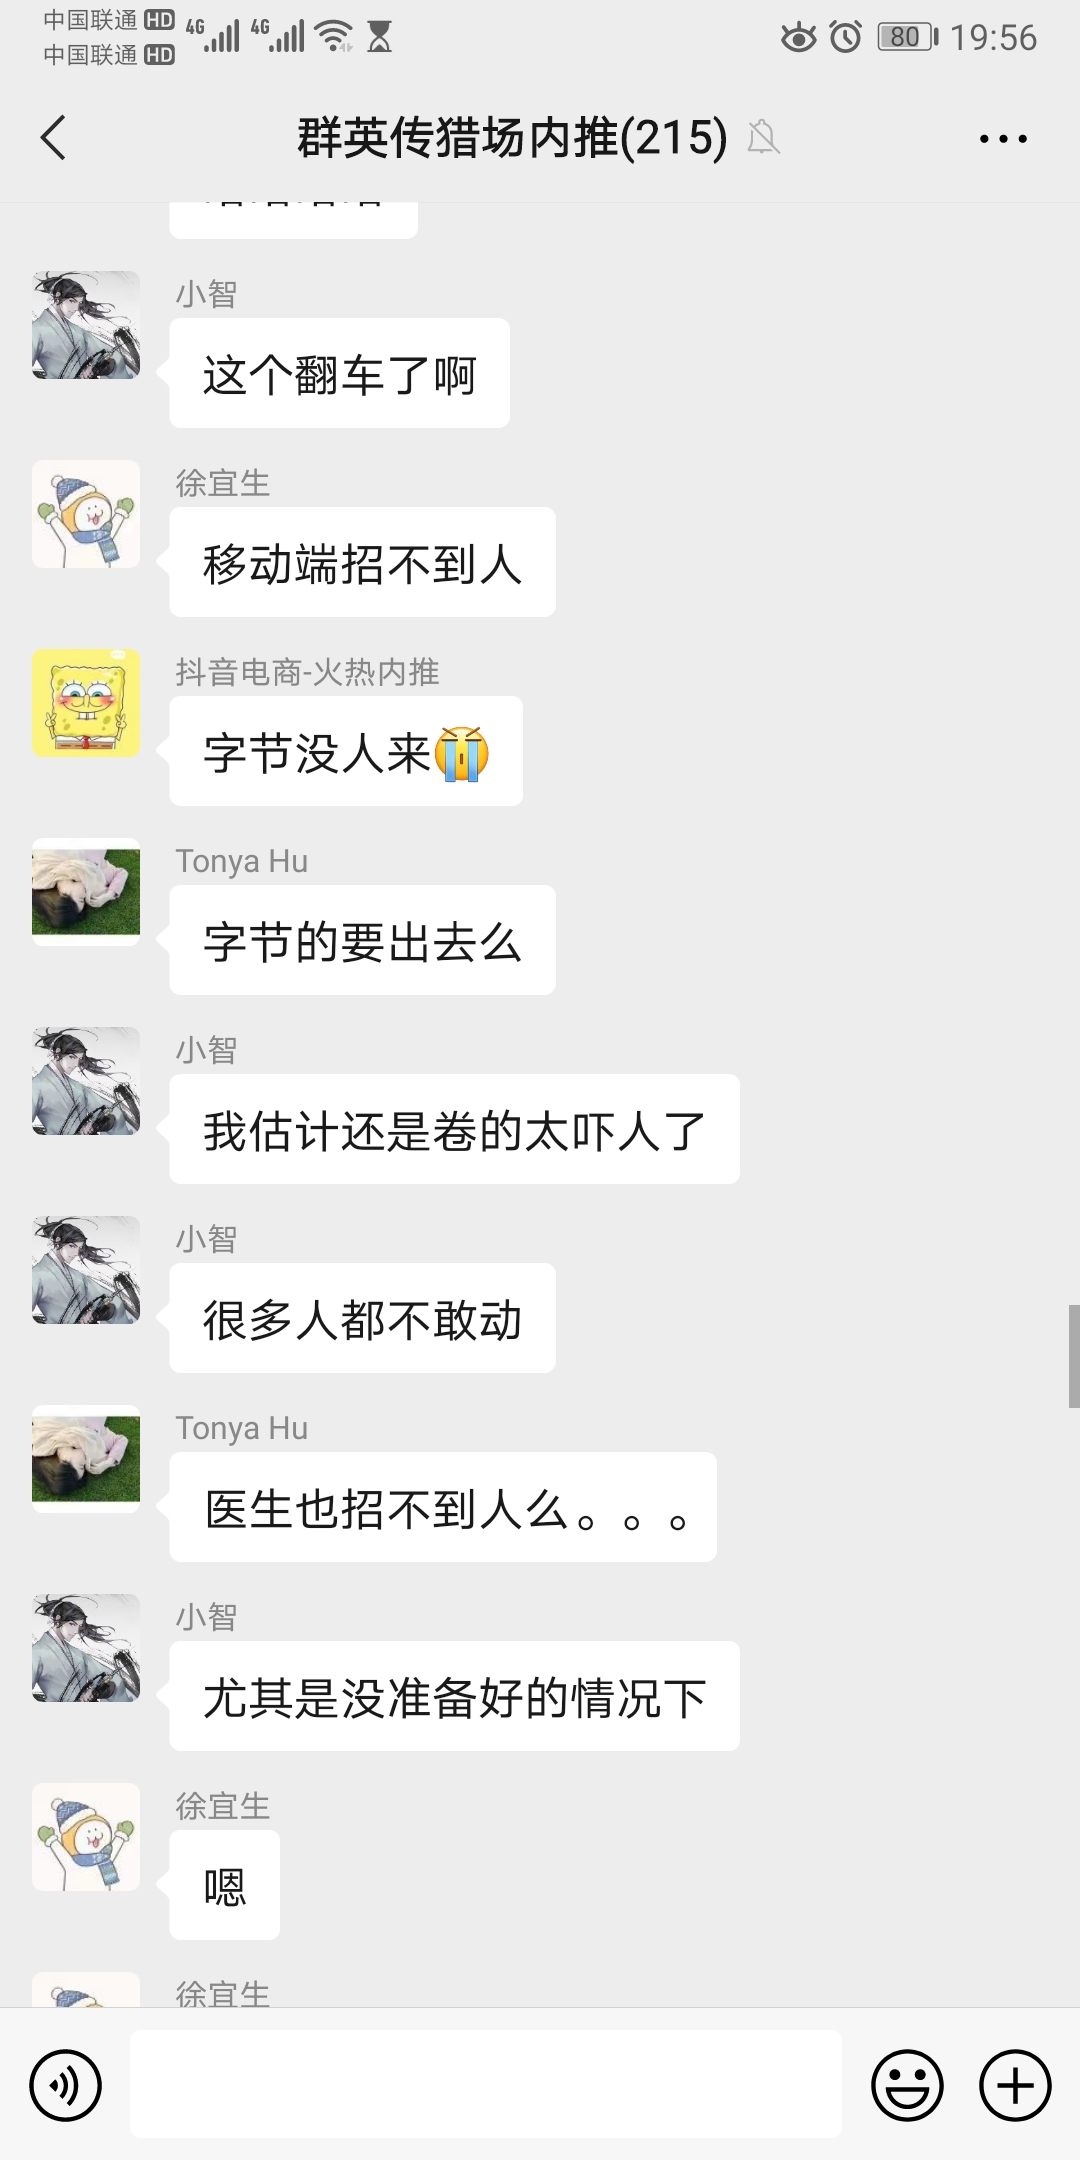 中国联通 HD 4G 4G 80 19:56
中国联通 HD
群英传猎场内推(215)
小智
这个翻车了啊
徐宜生
移动端招不到人
抖音电商-火热内推
字节没人来😭
Tonya Hu
字节的要出去么
小智
我估计还是卷的太吓人了
小智
很多人都不敢动
Tonya Hu
医生也招不到人么。。。
小智
尤其是没准备好的情况下
徐宜生
嗯
徐宜生